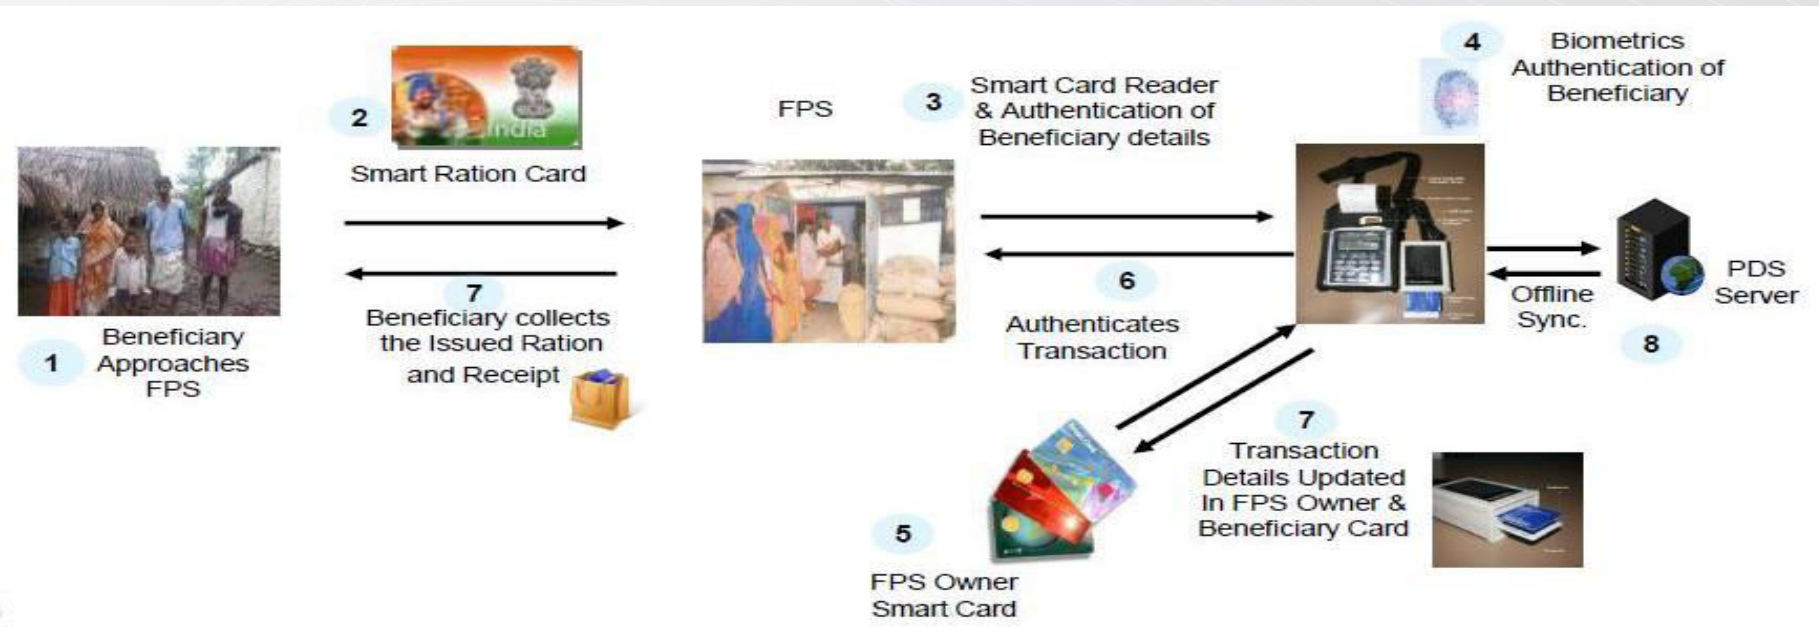 1
Beneficiary
Approaches
FPS
2
India
Smart Ration Card
7
Beneficiary collects
the Issued Ration
and Receipt
FPS
3
Smart Card Reader
& Authentication of
Beneficiary details
4
Biometrics
Authentication of
Beneficiary
6
Authenticates
Transaction
5
FPS Owner
Smart Card
7
Transaction
Details Updated
In FPS Owner &
Beneficiary Card
Offline
Sync.
8
PDS
Server